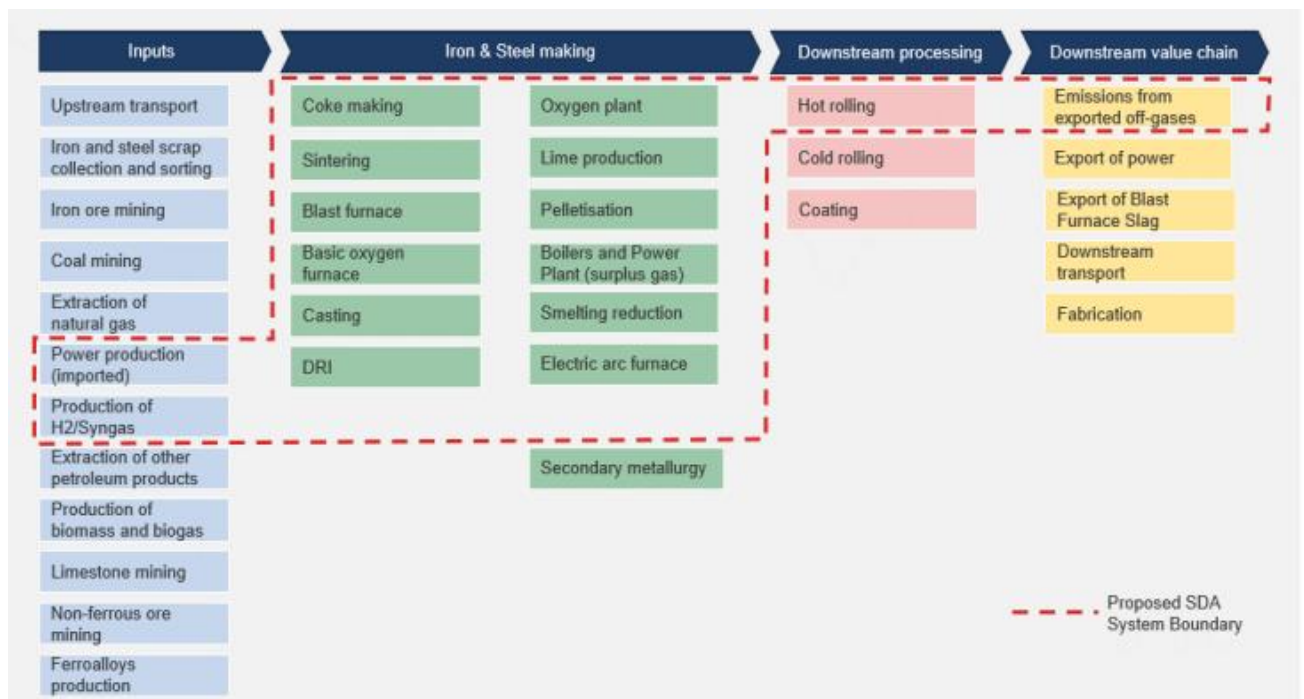 Inputs
Iron & Steel making
Downstream processing
Downstream value chain
Upstream transport
Iron and steel scrap
collection and sorting
Iron ore mining
Coal mining
Extraction of
natural gas
Power production
(imported)
Production of
H2/Syngas
Extraction of other
petroleum products
Production of
biomass and biogas
Limestone mining
Non-ferrous ore
mining
Ferroalloys
production
Coke making
Sintering
Blast furnace
Basic oxygen
furnace
Casting
DRI
Oxygen plant
Lime production
Pelletisation
Boilers and Power
Plant (surplus gas)
Smelting reduction
Electric arc furnace
Secondary metallurgy
Hot rolling
Cold rolling
Coating
Emissions from
exported off-gases
Export of power
Export of Blast
Furnace Slag
Downstream
transport
Fabrication
Proposed SDA
System Boundary